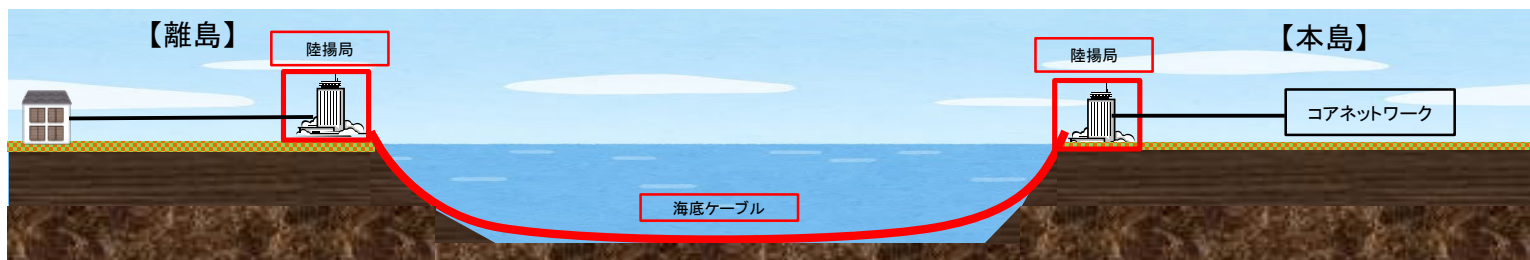 【離島】
陸揚局
陸揚局
【本島】
コアネットワーク
海底ケーブル